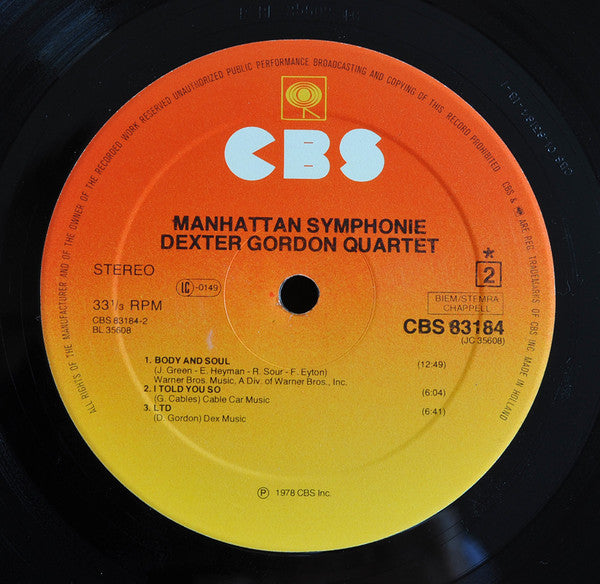 ALL RIGHTS OF THE MANUFACTURER AND OF THE OWNER OF THE RECORDED WORK RESERVED UNAUTHORIZED PUBLIC PERFORMANCE BROADCASTING AND COPYING OF THIS RECORD PROHIBITED. CBS & ARE REG. TRADEMARKS OF CBS INC. MADE IN HOLLAND
CBS
MANHATTAN SYMPHONIE
DEXTER GORDON QUARTET
STEREO
LC -0149
*
2
33⅓ RPM
BIEM/STEMRA
CHAPPELL
CBS 83184-2
BL 35608
CBS 83184
(JC 35608)
1. BODY AND SOUL
(J. Green - E. Heyman - R. Sour - F. Eyton) (12:49)
Warner Bros. Music, A Div. of Warner Bros., Inc.
2. I TOLD YOU SO
(G. Cables) Cable Car Music (6:04)
3. LTD
(D. Gordon) Dex Music (6:41)
℗ 1978 CBS Inc.